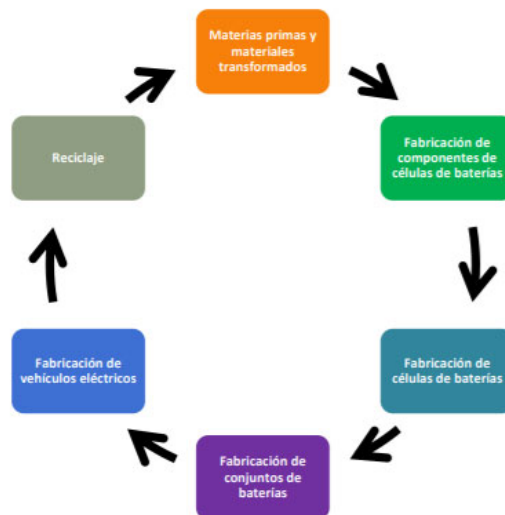 Materias primas y
materiales
transformados
Fabricación de
componentes de
células de baterías
Fabricación de
células de baterías
Fabricación de
conjuntos de
baterías
Fabricación de
vehículos eléctricos
Reciclaje